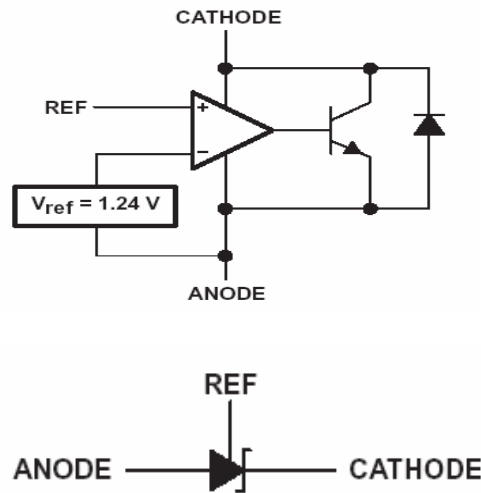 CATHODE
REF
+
−
Vref = 1.24 V
ANODE
REF
ANODE
CATHODE